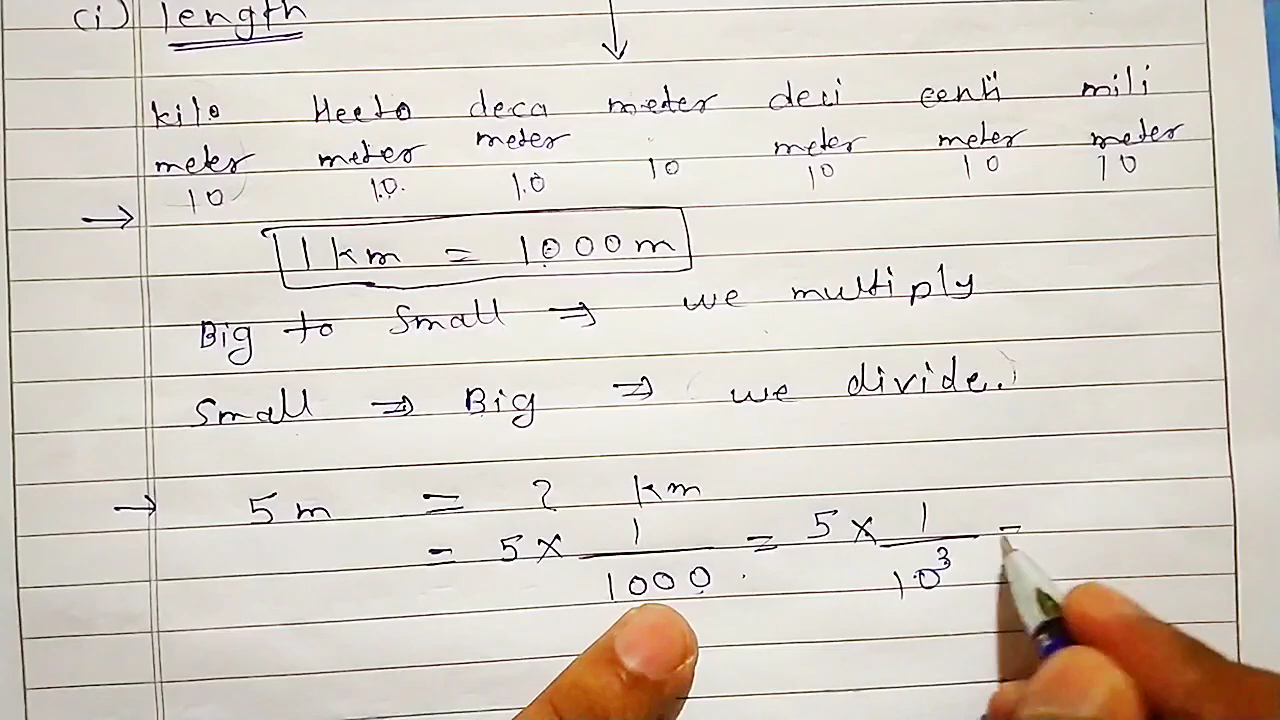 (i) length
kilo Hecto deca meter deci centi mili
meter meter meter meter meter meter
10 10. 10 10 10 10 10
→ 1 km = 1000 m
Big to small ⇒ we multiply
Small ⇒ Big ⇒ we divide.
→ 5 m = ? km
= 5 × 1/1000 = 5 × 1/10³ =